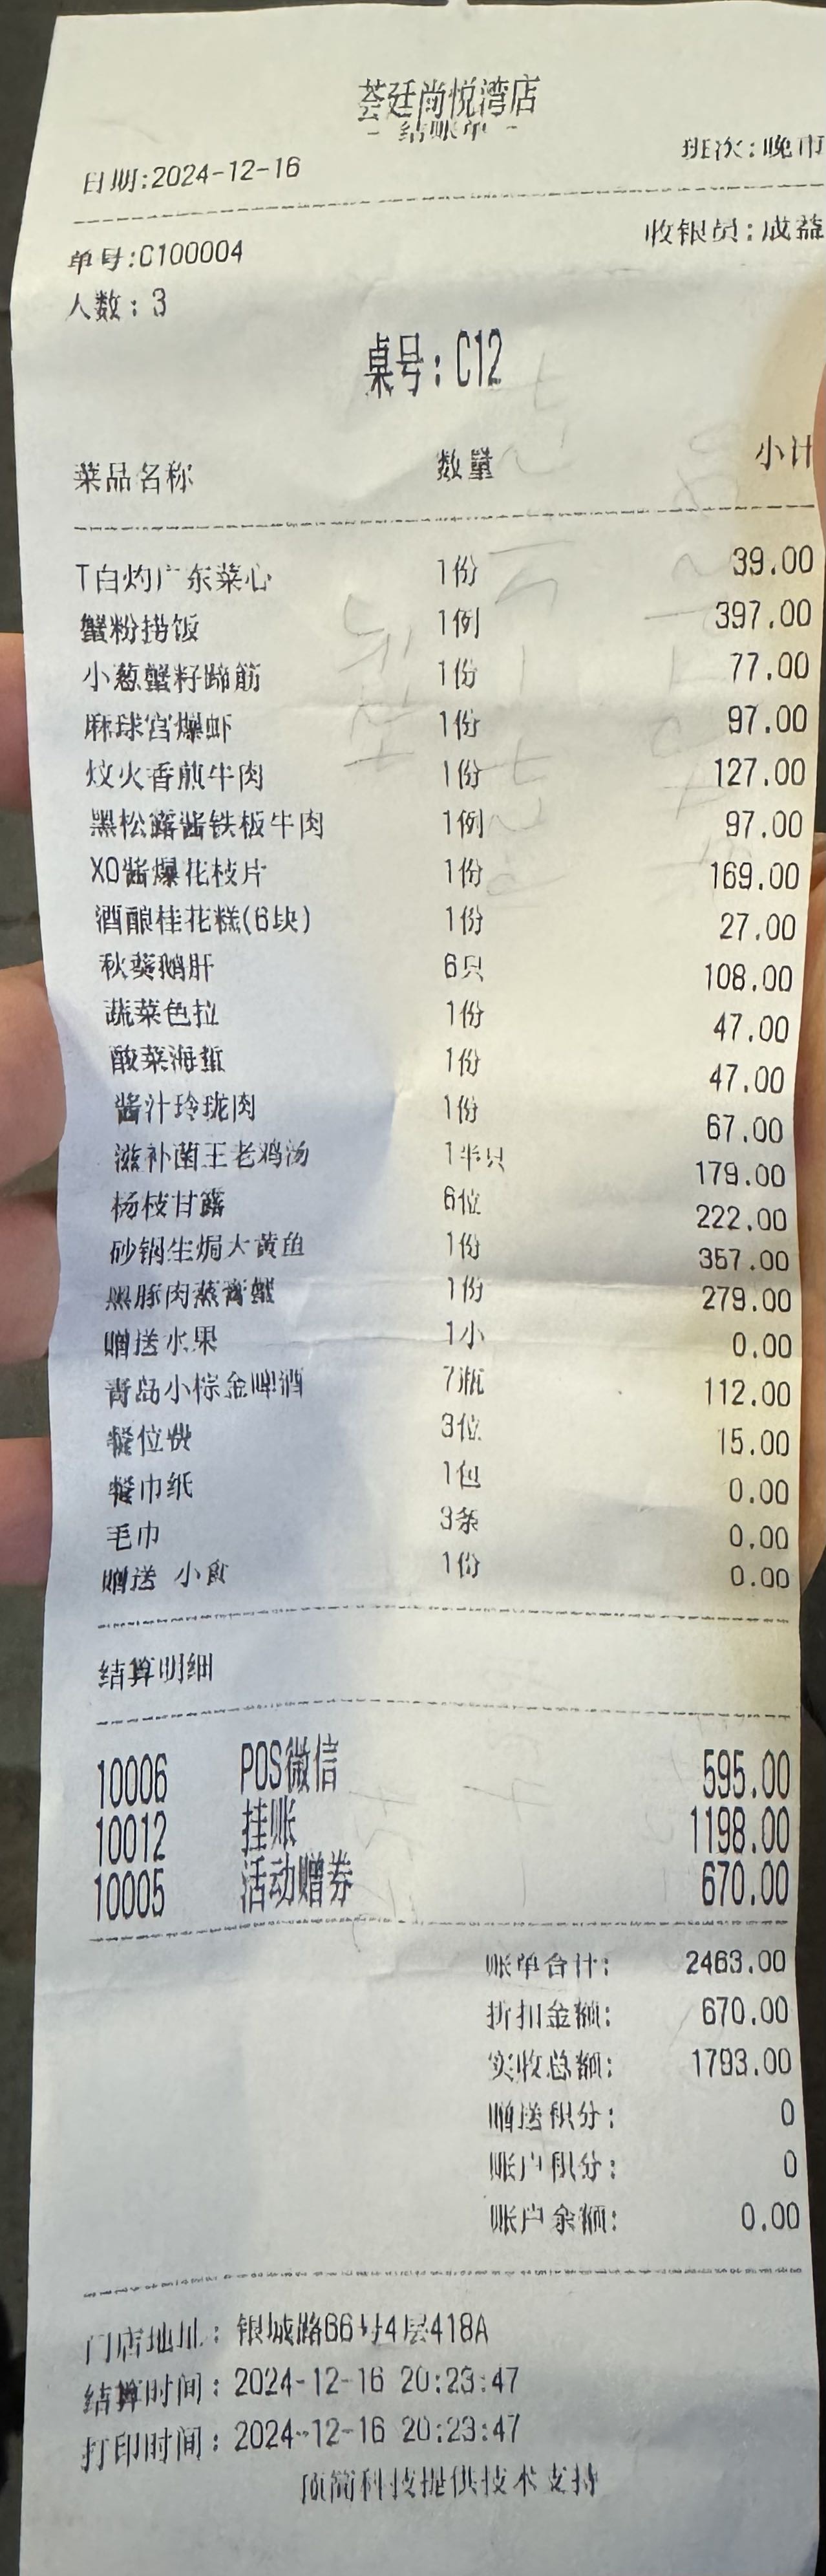 荟廷尚悦湾店
- 结账单 -
日期:2024-12-16 班次:晚市
单号:C100004 收银员:成益
人数:3
桌号:C12
菜品名称 数量 小计
T白灼广东菜心 1份 39.00
蟹粉捞饭 1例 397.00
小葱蟹籽蹄筋 1份 77.00
麻球宫爆虾 1份 97.00
炆火香煎牛肉 1份 127.00
黑松露酱铁板牛肉 1例 97.00
XO酱爆花枝片 1份 169.00
酒酿桂花糕(6块) 1份 27.00
秋葵鹅肝 6只 108.00
蔬菜色拉 1份 47.00
酸菜海蜇 1份 47.00
酱汁玲珑肉 1份 67.00
滋补菌王老鸡汤 1半只 179.00
杨枝甘露 6位 222.00
砂锅生焗大黄鱼 1份 357.00
黑豚肉蒸膏蟹 1份 279.00
赠送水果 1小 0.00
青岛小棕金啤酒 7瓶 112.00
餐位费 3位 15.00
餐巾纸 1包 0.00
毛巾 3条 0.00
赠送 小食 1份 0.00
结算明细
10006 POS微信 595.00
10012 挂账 1198.00
10005 活动赠券 670.00
账单合计: 2463.00
折扣金额: 670.00
实收总额: 1793.00
赠送积分: 0
账户积分: 0
账户余额: 0.00
门店地址:银城路66号4层418A
结算时间:2024-12-16 20:23:47
打印时间:2024-12-16 20:23:47
顶简科技提供技术支持